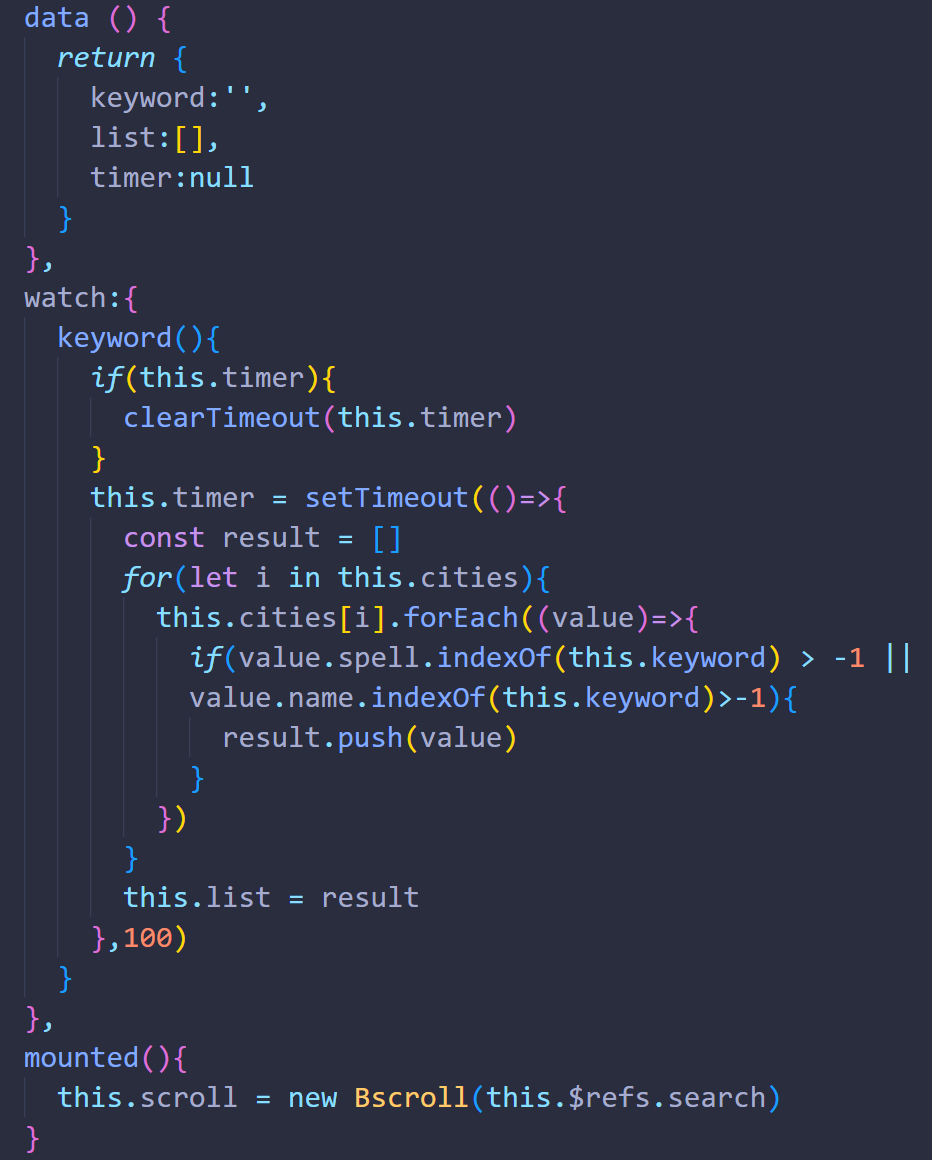 data () {
  return {
    keyword:'',
    list:[],
    timer:null
  }
},
watch:{
  keyword(){
    if(this.timer){
      clearTimeout(this.timer)
    }
    this.timer = setTimeout(()=>{
      const result = []
      for(let i in this.cities){
        this.cities[i].forEach((value)=>{
          if(value.spell.indexOf(this.keyword) > -1 ||
          value.name.indexOf(this.keyword)>-1){
            result.push(value)
          }
        })
      }
      this.list = result
    },100)
  }
},
mounted(){
  this.scroll = new Bscroll(this.$refs.search)
}